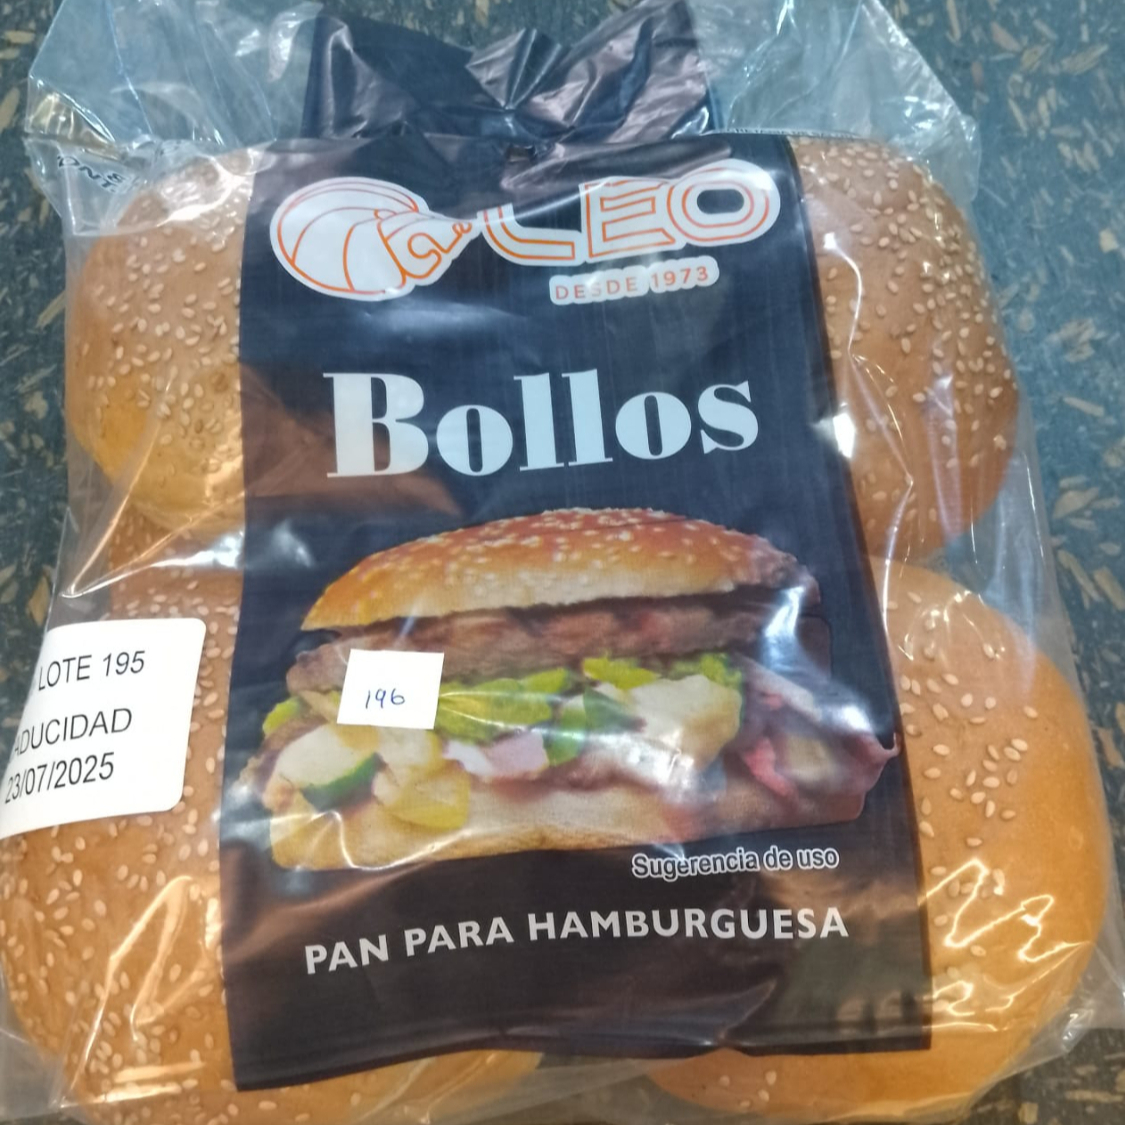 LEO
DESDE 1973
Bollos
LOTE 195
ADUCIDAD
23/07/2025
196
Sugerencia de uso
PAN PARA HAMBURGUESA